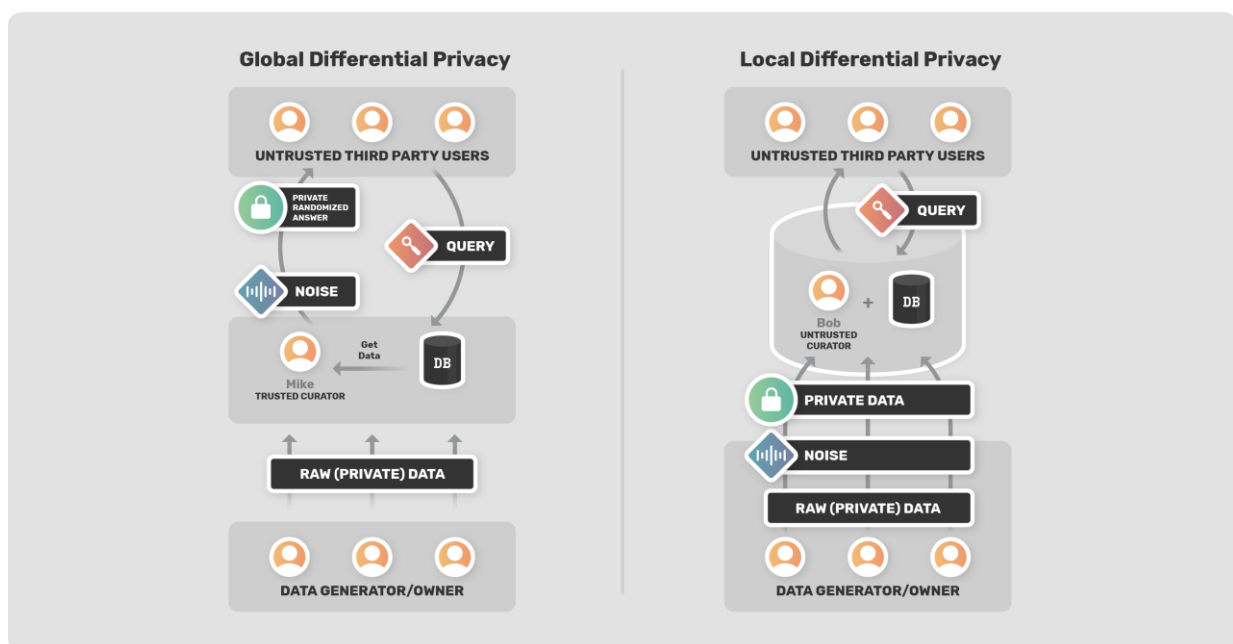 Global Differential Privacy
UNTRUSTED THIRD PARTY USERS
PRIVATE
RANDOMIZED
ANSWER
QUERY
NOISE
Get
Data
DB
Mike
TRUSTED CURATOR
RAW (PRIVATE) DATA
DATA GENERATOR/OWNER
Local Differential Privacy
UNTRUSTED THIRD PARTY USERS
QUERY
Bob
UNTRUSTED
CURATOR
+
DB
PRIVATE DATA
NOISE
RAW (PRIVATE) DATA
DATA GENERATOR/OWNER